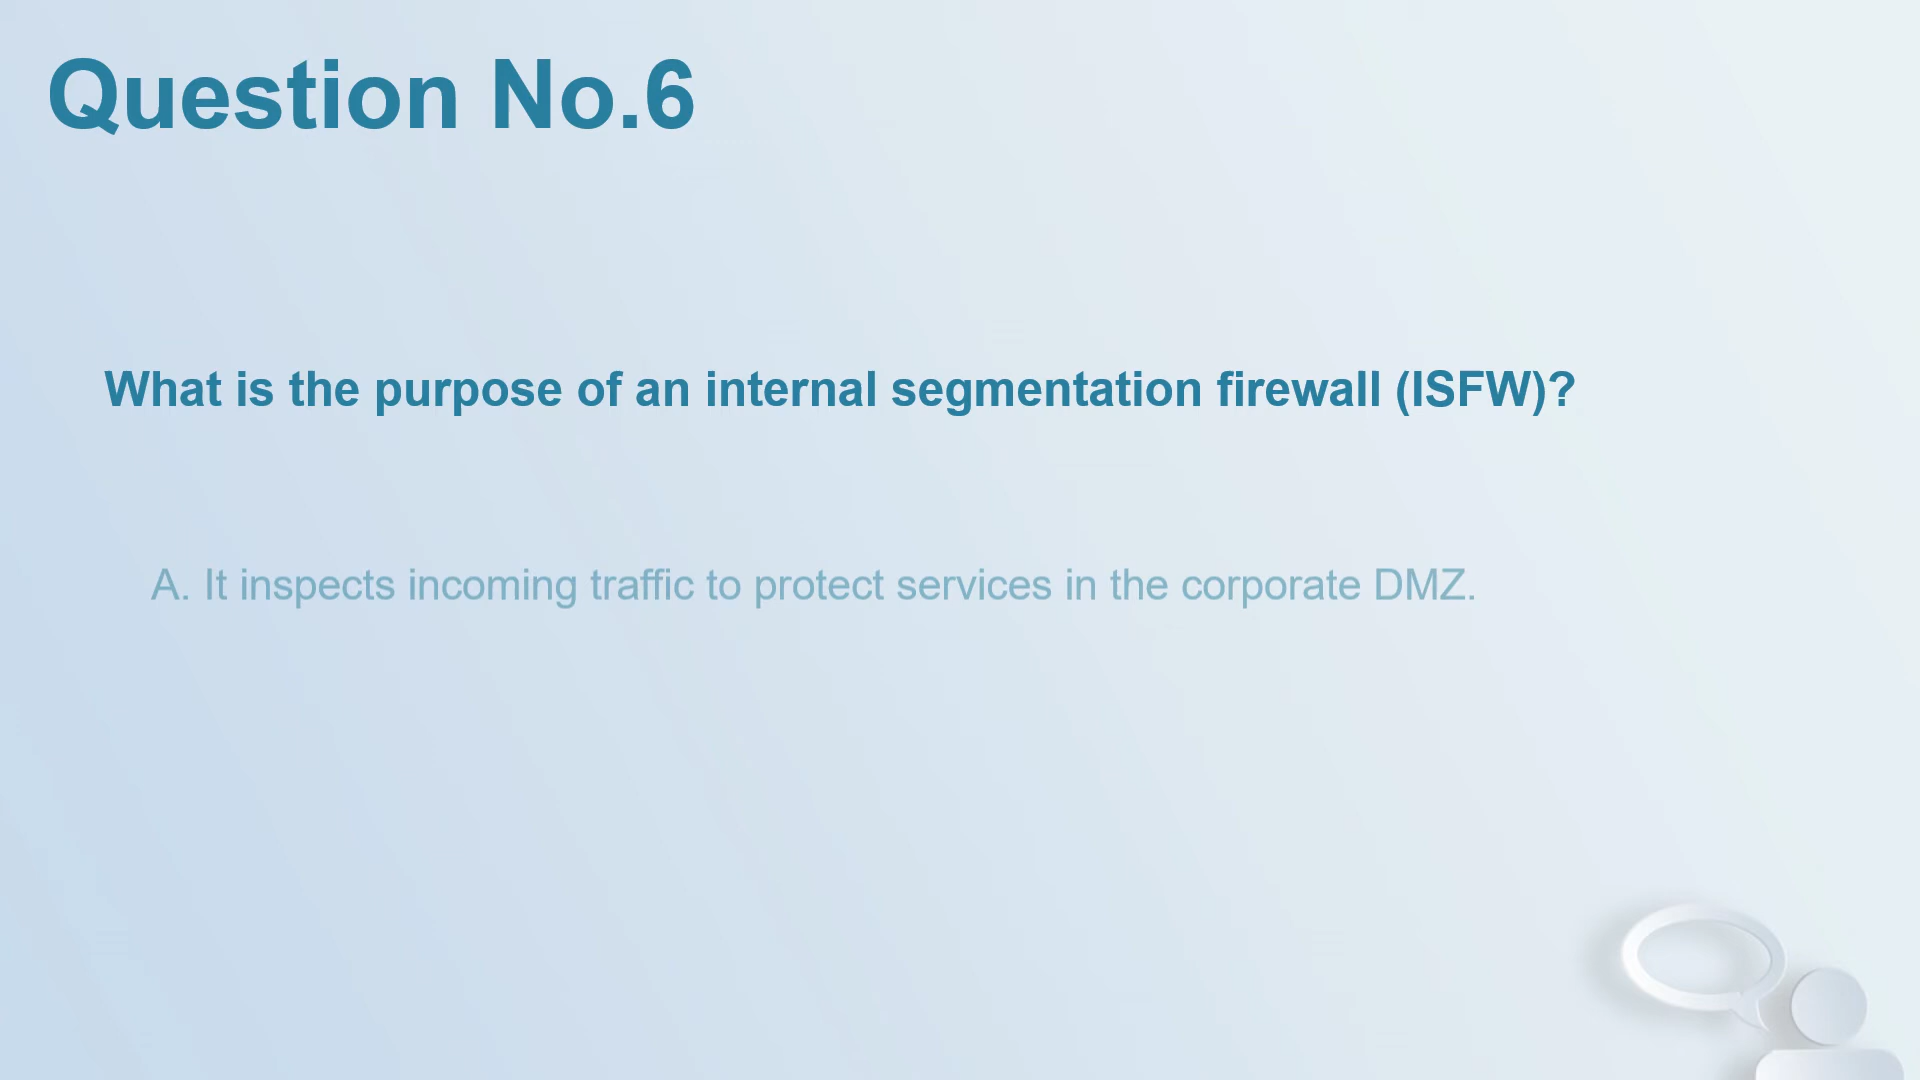 Question No.6
What is the purpose of an internal segmentation firewall (ISFW)?
A. It inspects incoming traffic to protect services in the corporate DMZ.